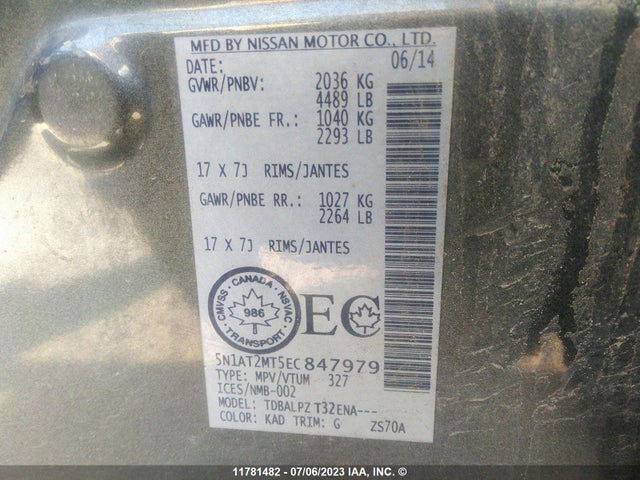 MFD BY NISSAN MOTOR CO., LTD.
DATE: 06/14
GVWR/PNBV: 2036 KG
4489 LB
GAWR/PNBE FR.: 1040 KG
2293 LB
17 X 7J RIMS/JANTES
GAWR/PNBE RR.: 1027 KG
2264 LB
17 X 7J RIMS/JANTES
CMVSS · CANADA · NSVAC
986
TRANSPORT
EC
5N1AT2MT5EC847979
TYPE: MPV/VTUM 327
ICES/NMB-002
MODEL: TDBALPZ T32ENA---
COLOR: KAD TRIM: G ZS70A
11781482 - 07/06/2023 IAA, Inc. ©